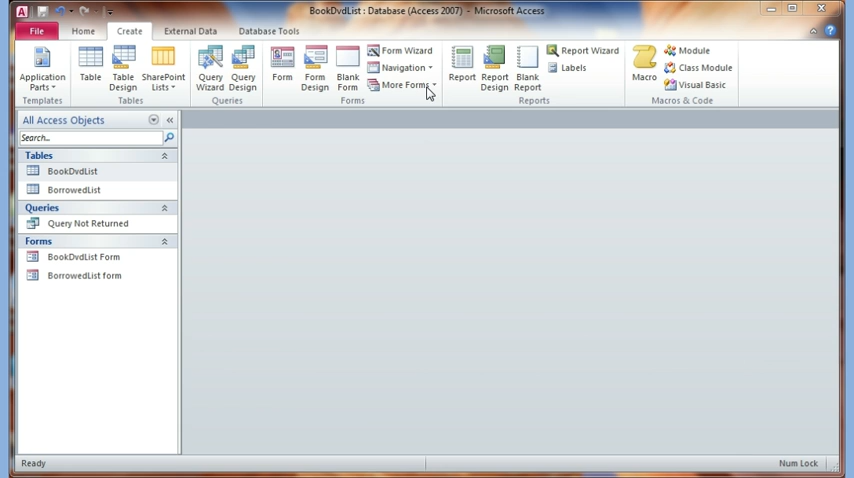 BookDvdList : Database (Access 2007) - Microsoft Access
File Home Create External Data Database Tools
Application Parts
Table
Table Design
SharePoint Lists
Query Wizard
Query Design
Form
Form Design
Blank Form
Form Wizard
Navigation
More Forms
Report
Report Design
Blank Report
Report Wizard
Labels
Macro
Module
Class Module
Visual Basic
Templates Tables Queries Forms Reports Macros & Code
All Access Objects
Search...
Tables
BookDvdList
BorrowedList
Queries
Query Not Returned
Forms
BookDvdList Form
BorrowedList form
Ready Num Lock